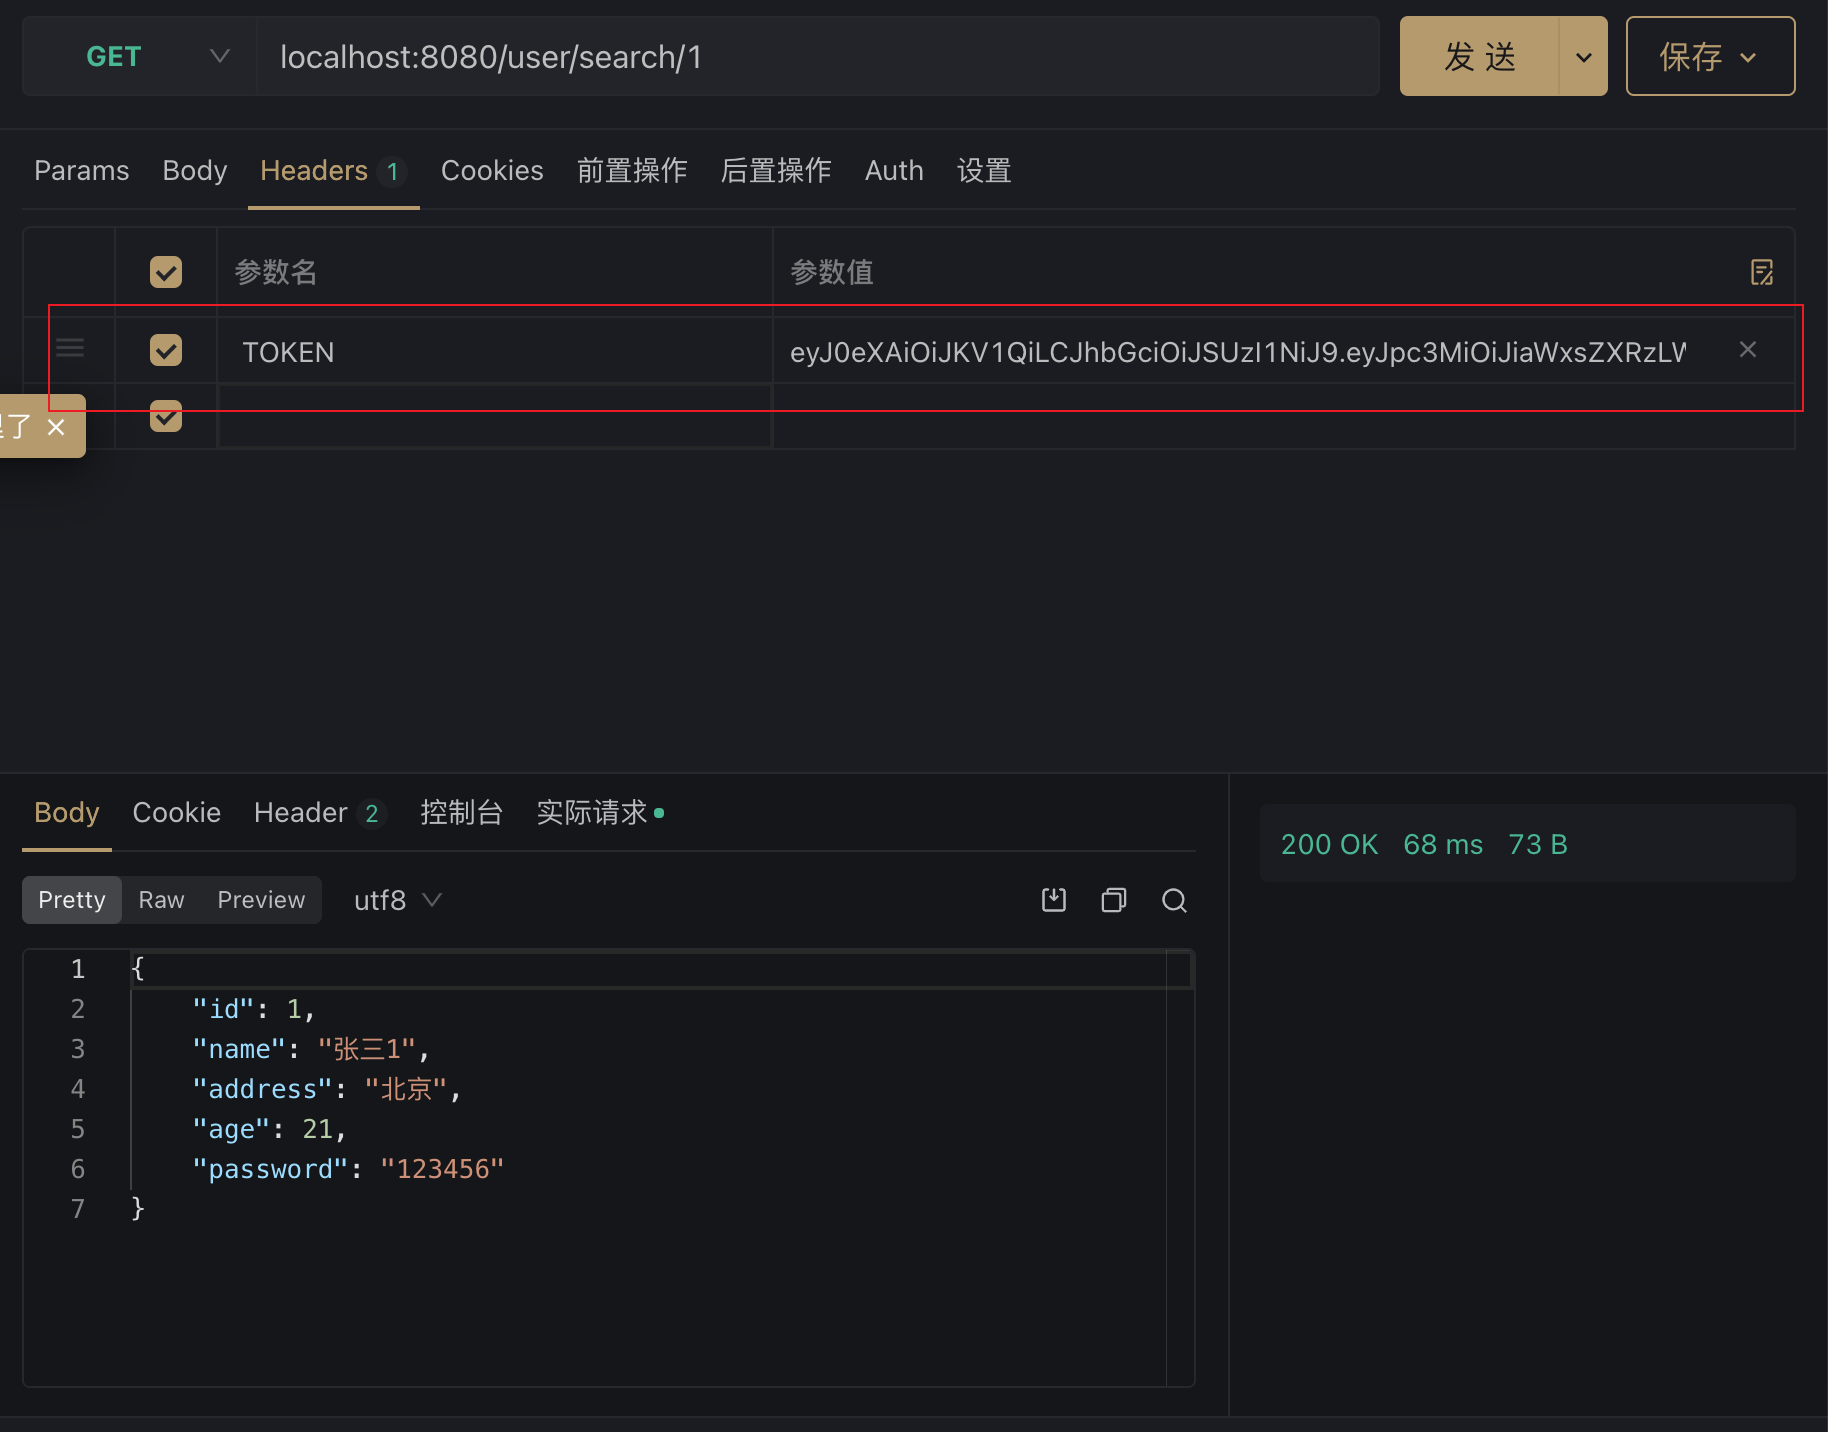 GET localhost:8080/user/search/1 发 送 保存
Params Body Headers 1 Cookies 前置操作 后置操作 Auth 设置
参数名 参数值
TOKEN eyJ0eXAiOiJKV1QiLCJhbGciOiJSUzI1NiJ9.eyJpc3MiOiJiaWxsZXRzLW
了
Body Cookie Header 2 控制台 实际请求
200 OK 68 ms 73 B
Pretty Raw Preview utf8
1 {
2 "id": 1,
3 "name": "张三1",
4 "address": "北京",
5 "age": 21,
6 "password": "123456"
7 }